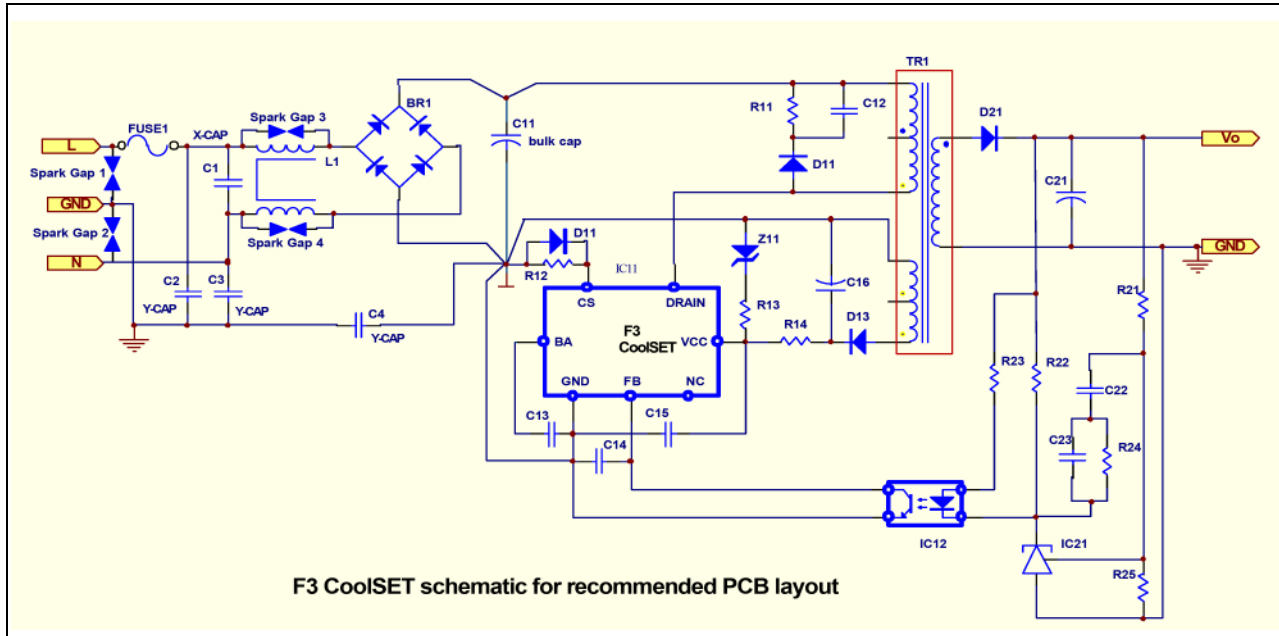 TR1
BR1
R11
C12
D21
FUSE1
X-CAP
Spark Gap 3
C11
bulk cap
L
Vo
C1
L1
D11
Spark Gap 1
C21
GND
Spark Gap 2
Spark Gap 4
D11
Z11
GND
N
R12
IC11
C2
C3
CS
DRAIN
C16
R21
Y-CAP
Y-CAP
C4
Y-CAP
F3
CoolSET
R13
R14
D13
BA
VCC
R23
R22
GND
FB
NC
C22
C13
C15
C14
C23
R24
IC12
IC21
R25
F3 CoolSET schematic for recommended PCB layout